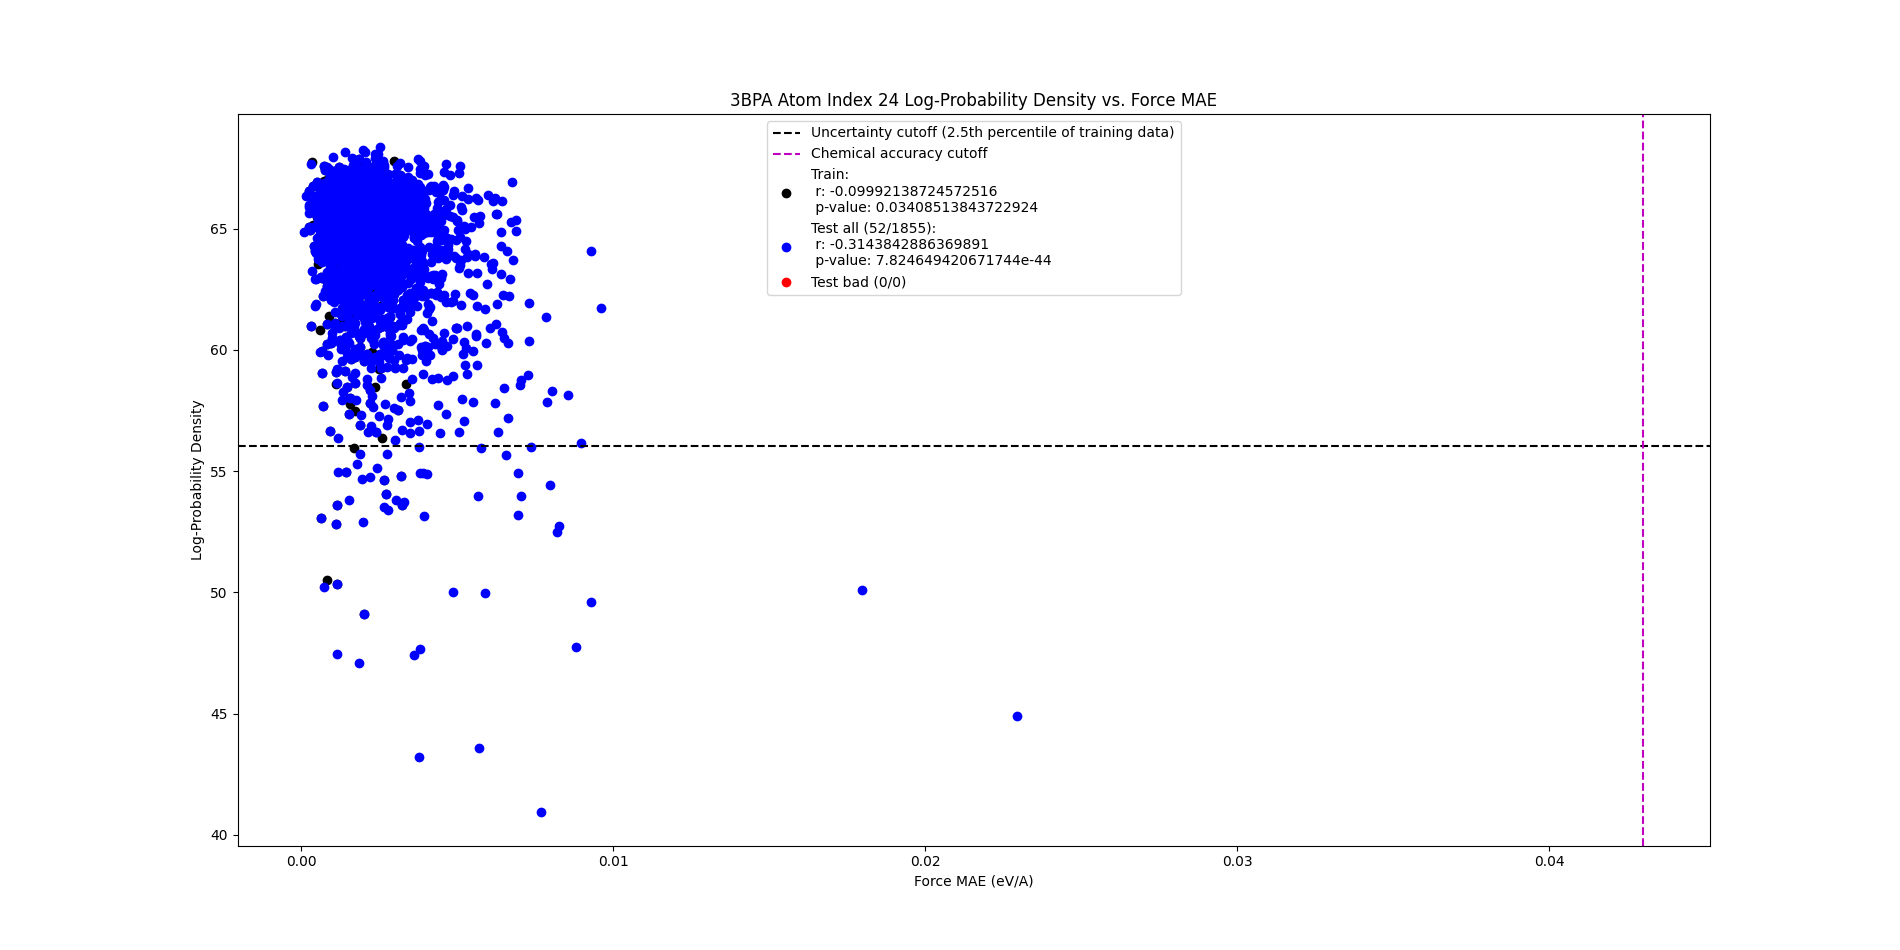 3BPA Atom Index 24 Log-Probability Density vs. Force MAE
Uncertainty cutoff (2.5th percentile of training data)
Chemical accuracy cutoff
Train:
r: -0.09992138724572516
p-value: 0.03408513843722924
Test all (52/1855):
r: -0.3143842886369891
p-value: 7.824649420671744e-44
Test bad (0/0)
Log-Probability Density
65
60
55
50
45
40
0.00
0.01
0.02
0.03
0.04
Force MAE (eV/A)